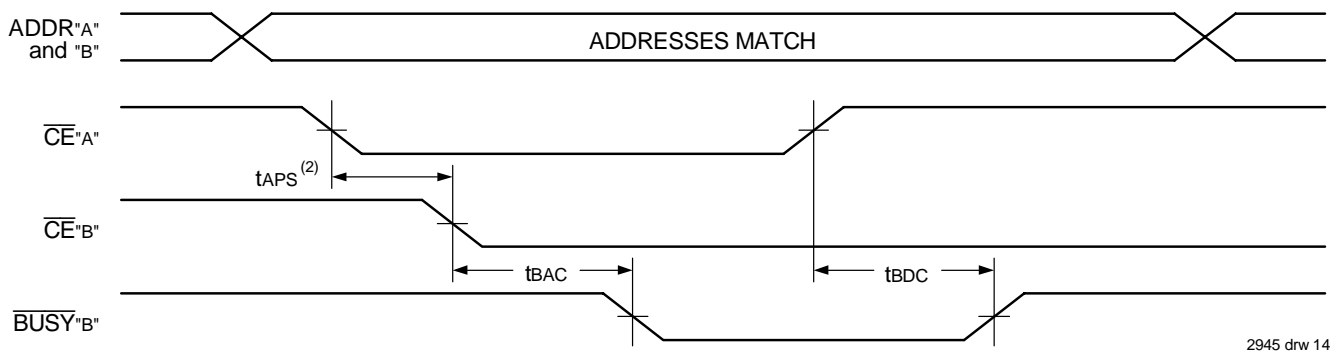 ADDR"A"
and "B"
ADDRESSES MATCH
CE"A"
tAPS(2)
CE"B"
tBAC
tBDC
BUSY"B"
2945 drw 14